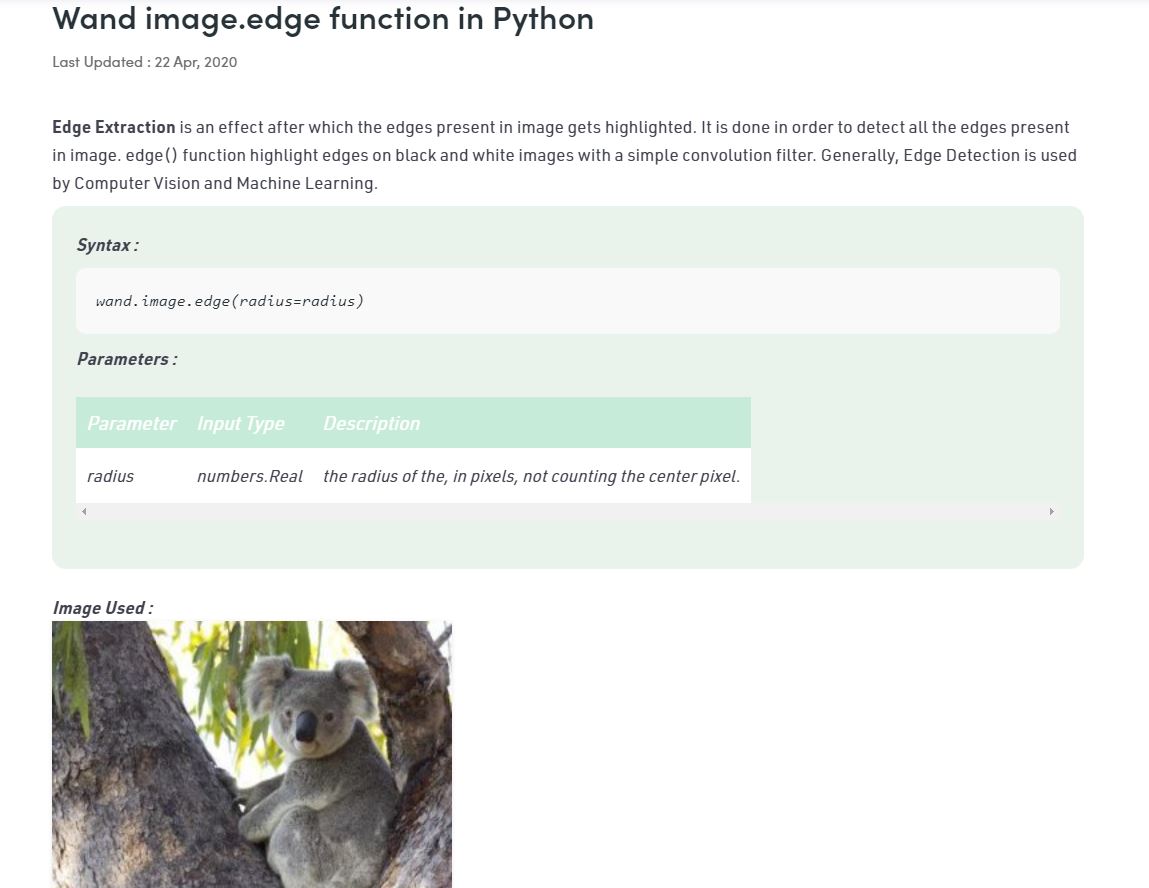 Wand image.edge function in Python
Last Updated : 22 Apr, 2020
Edge Extraction is an effect after which the edges present in image gets highlighted. It is done in order to detect all the edges present
in image. edge() function highlight edges on black and white images with a simple convolution filter. Generally, Edge Detection is used
by Computer Vision and Machine Learning.
Syntax :
wand.image.edge(radius=radius)
Parameters :
Parameter Input Type Description
radius numbers.Real the radius of the, in pixels, not counting the center pixel.
Image Used :